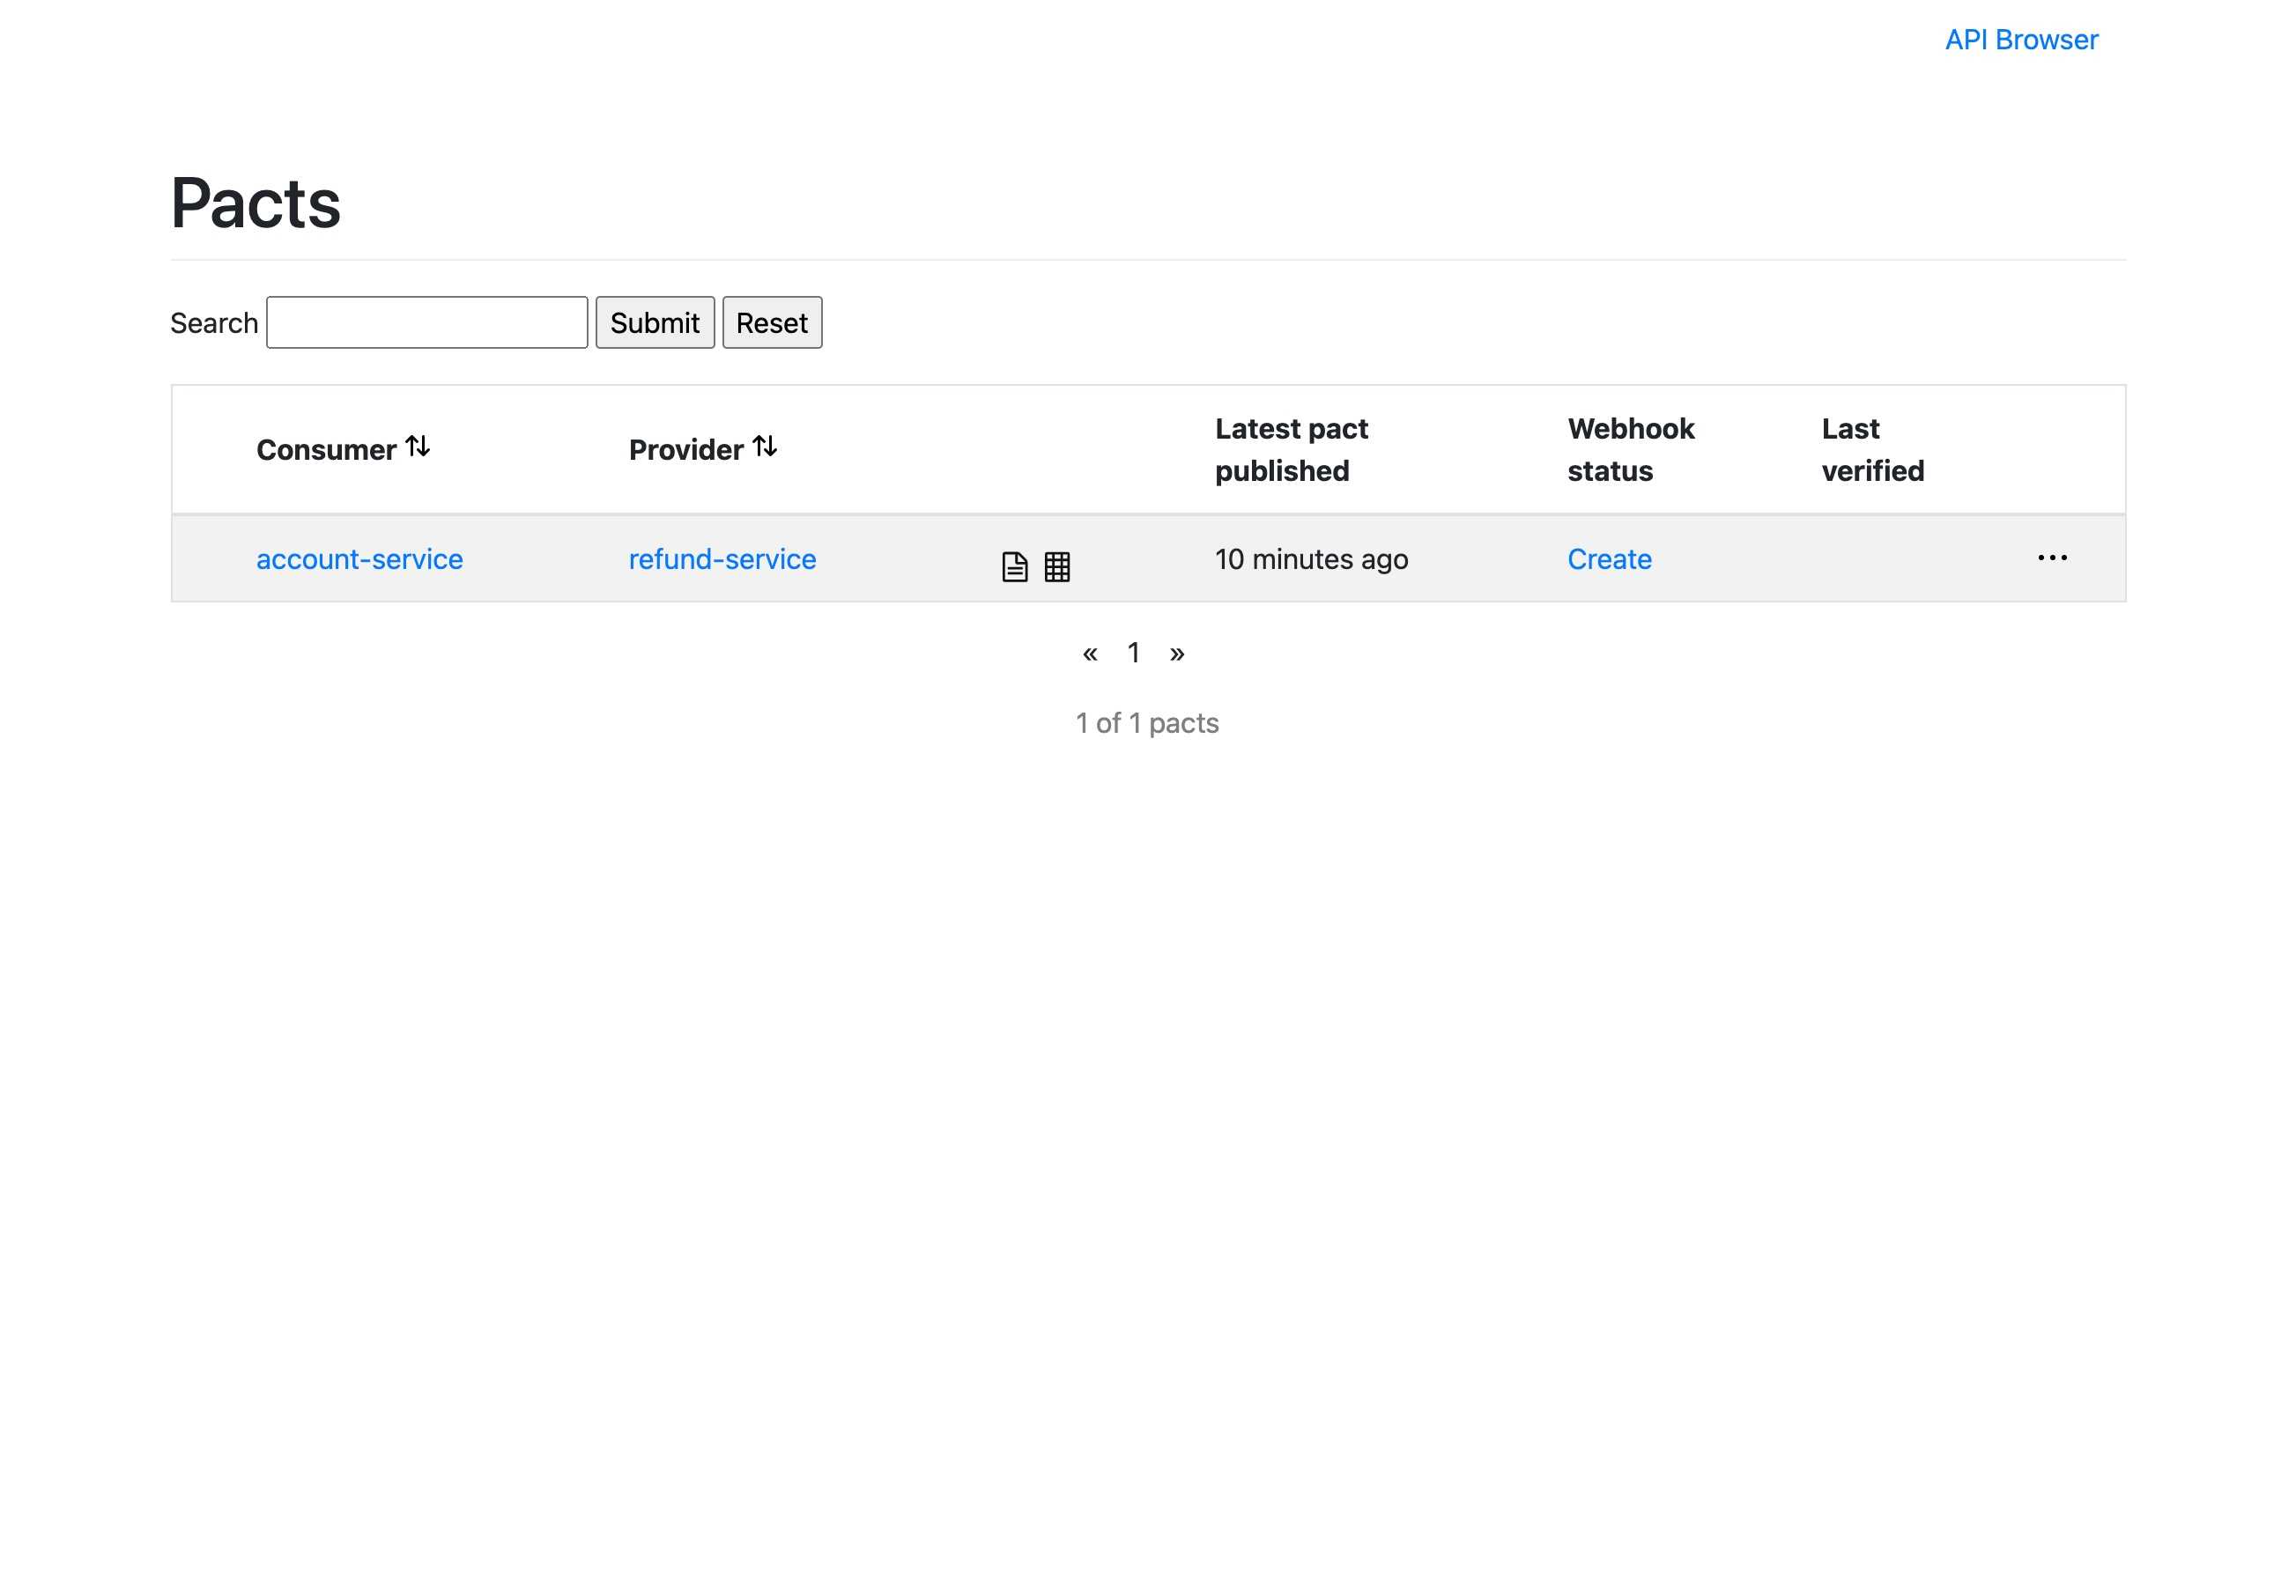 API Browser
Pacts
Search Submit Reset
Consumer Provider Latest pact published Webhook status Last verified
account-service refund-service 10 minutes ago Create ...
« 1 »
1 of 1 pacts